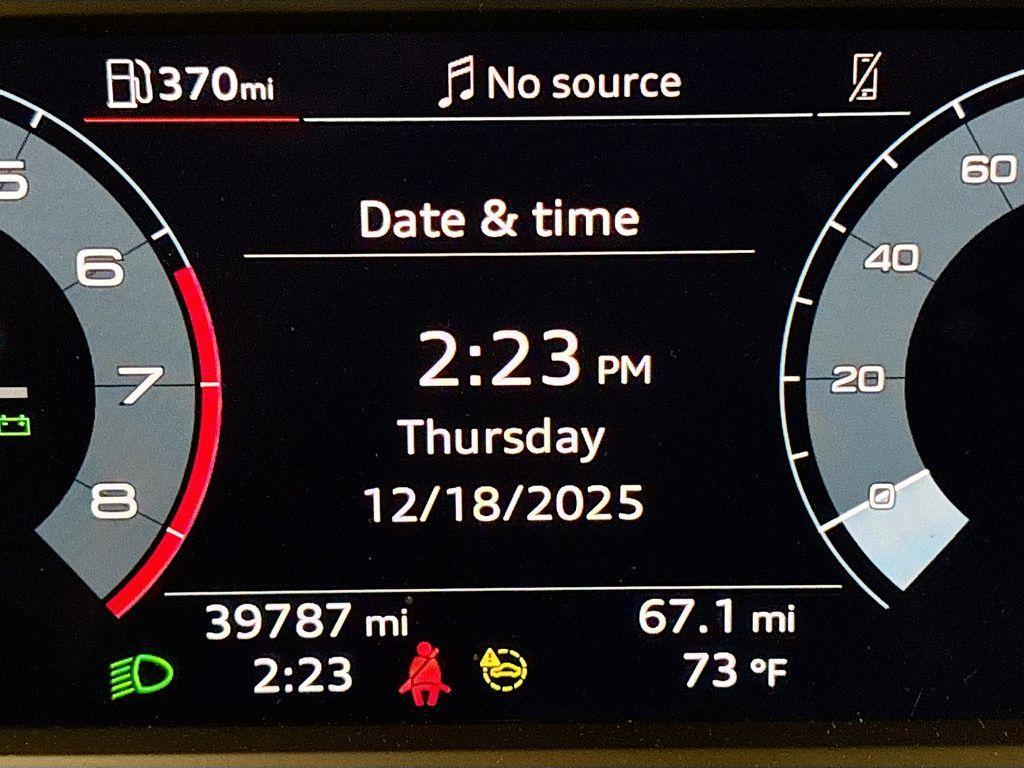 370mi
No source
5
60
Date & time
6
40
2:23 PM
7
20
Thursday
8
0
12/18/2025
39787 mi
67.1 mi
2:23
73 °F